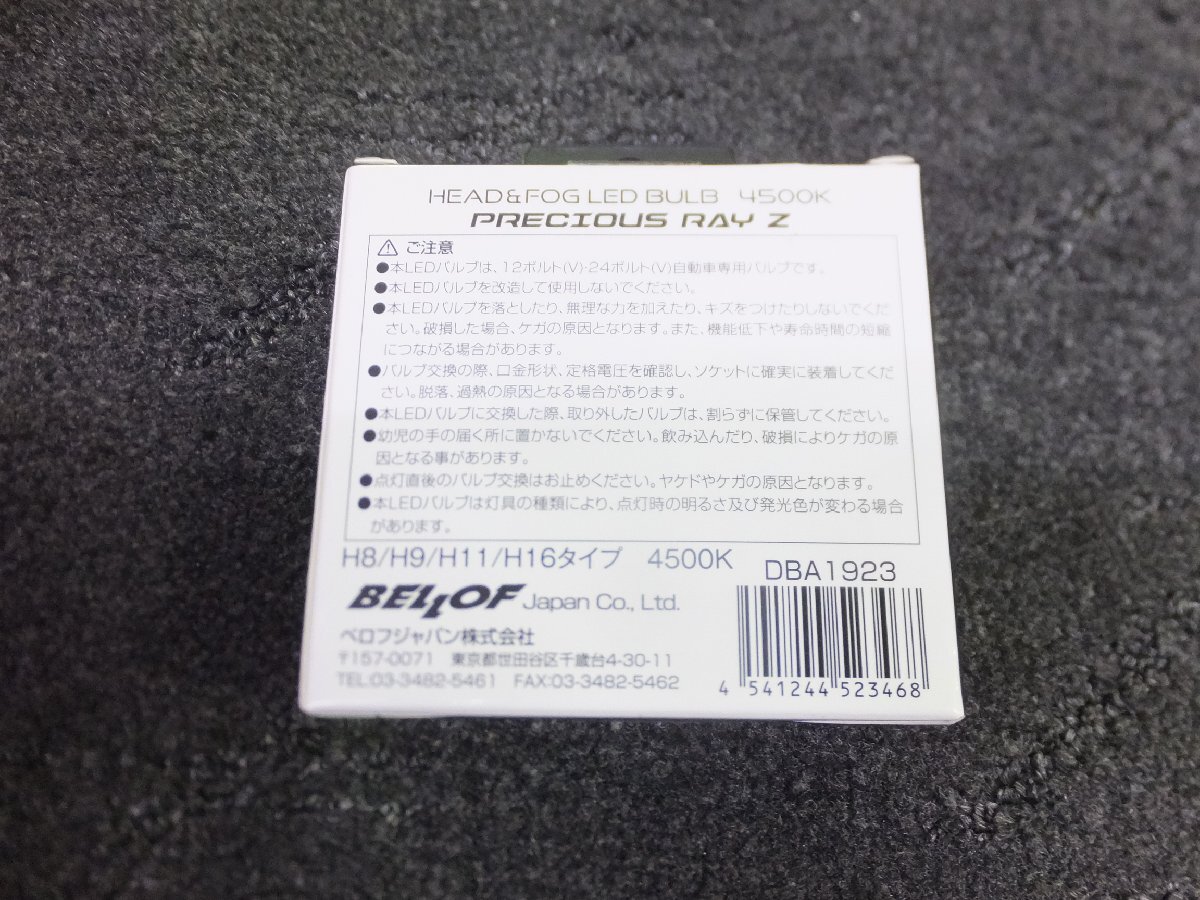 HEAD&FOG LED BULB 4500K
PRECIOUS RAY Z
⚠ ご注意
●本LEDバルブは、12ボルト(V)・24ボルト(V)自動車専用バルブです。
●本LEDバルブを改造して使用しないでください。
●本LEDバルブを落としたり、無理な力を加えたり、キズをつけたりしないでくだ
さい。破損した場合、ケガの原因となります。また、機能低下や寿命時間の短縮
につながる場合があります。
●バルブ交換の際、口金形状、定格電圧を確認し、ソケットに確実に装着してくだ
さい。脱落、過熱の原因となる場合があります。
●本LEDバルブに交換した際、取り外したバルブは、割らずに保管してください。
●幼児の手の届く所に置かないでください。飲み込んだり、破損によりケガの原
因となる事があります。
●点灯直後のバルブ交換はお止めください。ヤケドやケガの原因となります。
●本LEDバルブは灯具の種類により、点灯時の明るさ及び発光色が変わる場合
があります。
H8/H9/H11/H16タイプ 4500K DBA1923
BELLOF Japan Co., Ltd.
ベロフジャパン株式会社
〒157-0071 東京都世田谷区千歳台4-30-11
TEL:03-3482-5461 FAX:03-3482-5462
4 541244 523468